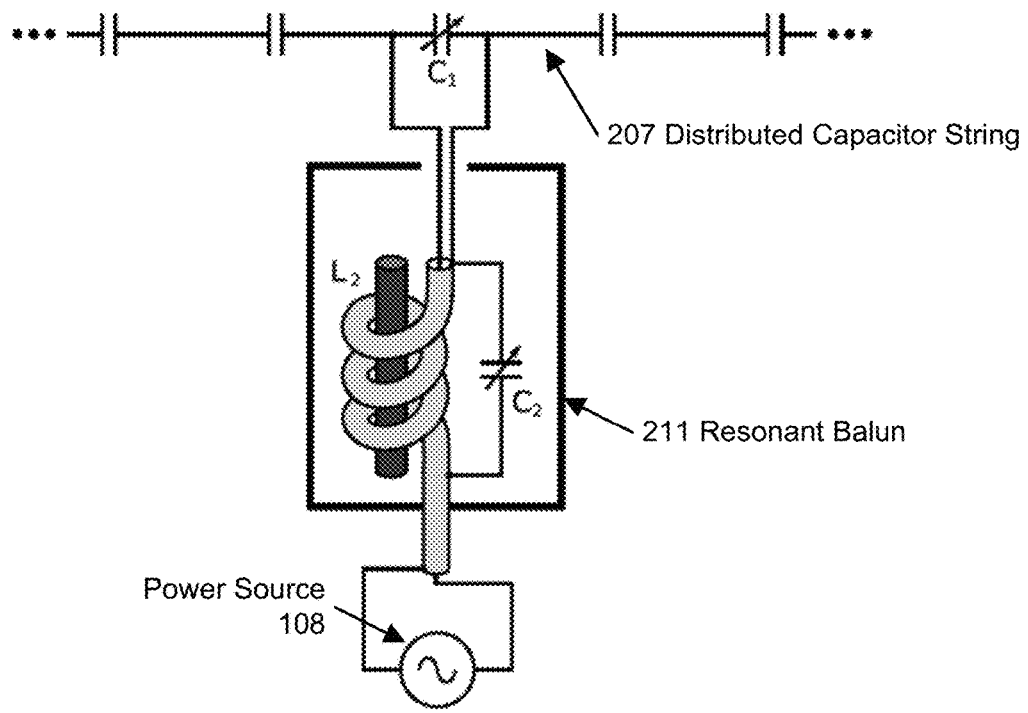 C₁
207 Distributed Capacitor String
L₂
C₂
211 Resonant Balun
Power Source
108